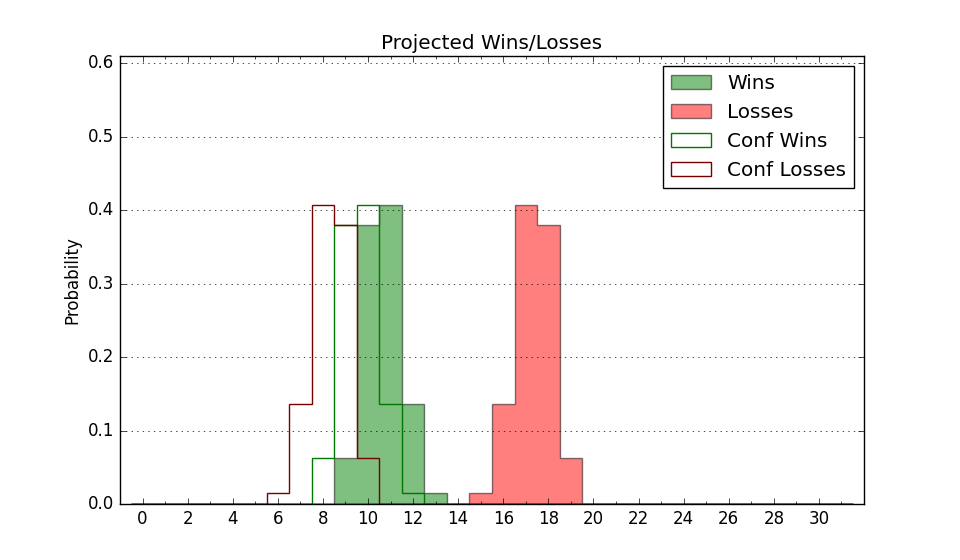 Projected Wins/Losses
0.6
0.5
0.4
0.3
0.2
0.1
0.0
Probability
Wins
Losses
Conf Wins
Conf Losses
0 2 4 6 8 10 12 14 16 18 20 22 24 26 28 30